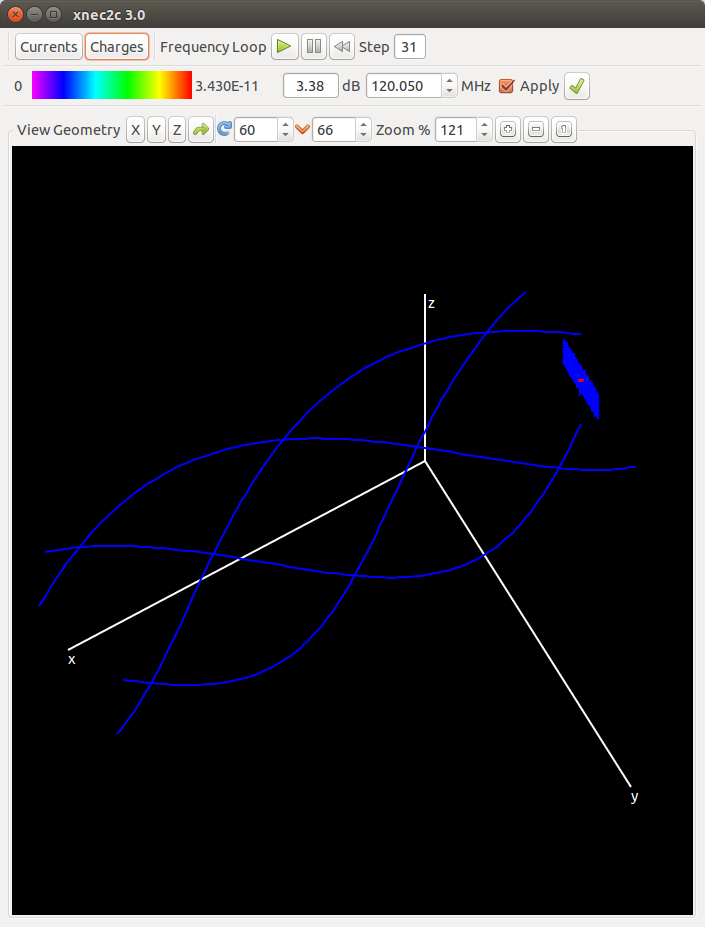 xnec2c 3.0
Currents Charges Frequency Loop Step 31
0 3.430E-11 3.38 dB 120.050 MHz Apply
View Geometry X Y Z 60 66 Zoom % 121
z
x
y